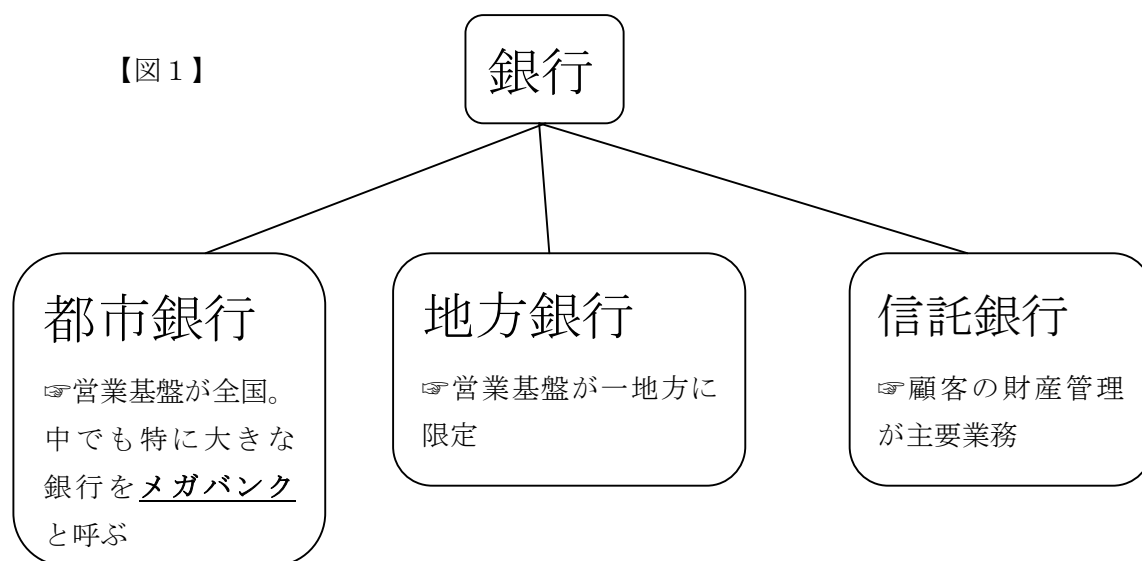 【図１】
銀行
都市銀行
☞営業基盤が全国。
中でも特に大きな
銀行をメガバンク
と呼ぶ
地方銀行
☞営業基盤が一地方に
限定
信託銀行
☞顧客の財産管理
が主要業務